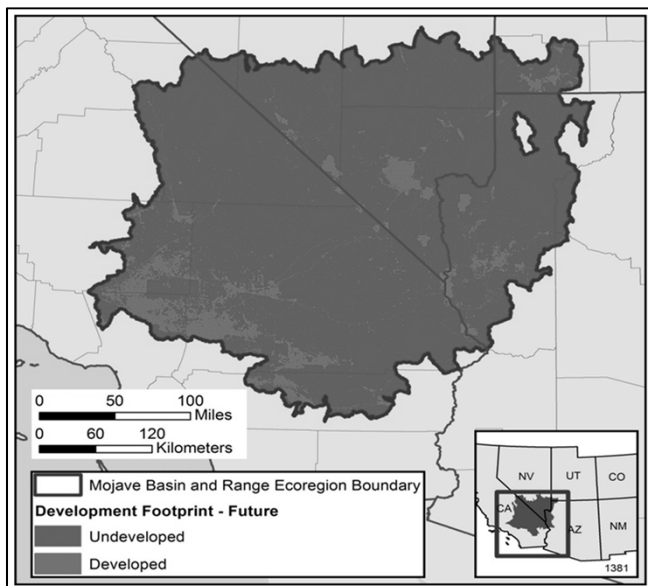 0 50 100
Miles
0 60 120
Kilometers
Mojave Basin and Range Ecoregion Boundary
Development Footprint - Future
Undeveloped
Developed
NV UT CO
CA
AZ NM
1381